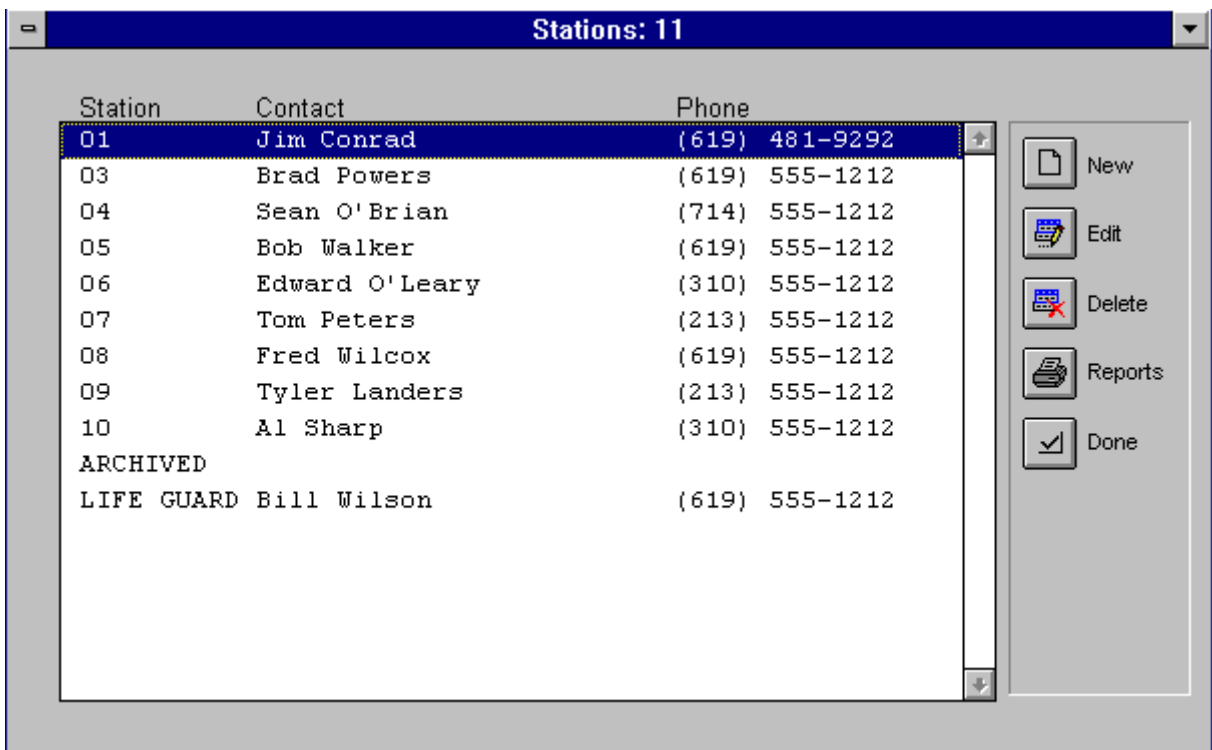 Stations: 11
Station Contact Phone
01 Jim Conrad (619) 481-9292
03 Brad Powers (619) 555-1212
04 Sean O'Brian (714) 555-1212
05 Bob Walker (619) 555-1212
06 Edward O'Leary (310) 555-1212
07 Tom Peters (213) 555-1212
08 Fred Wilcox (619) 555-1212
09 Tyler Landers (213) 555-1212
10 Al Sharp (310) 555-1212
ARCHIVED
LIFE GUARD Bill Wilson (619) 555-1212
New
Edit
Delete
Reports
Done